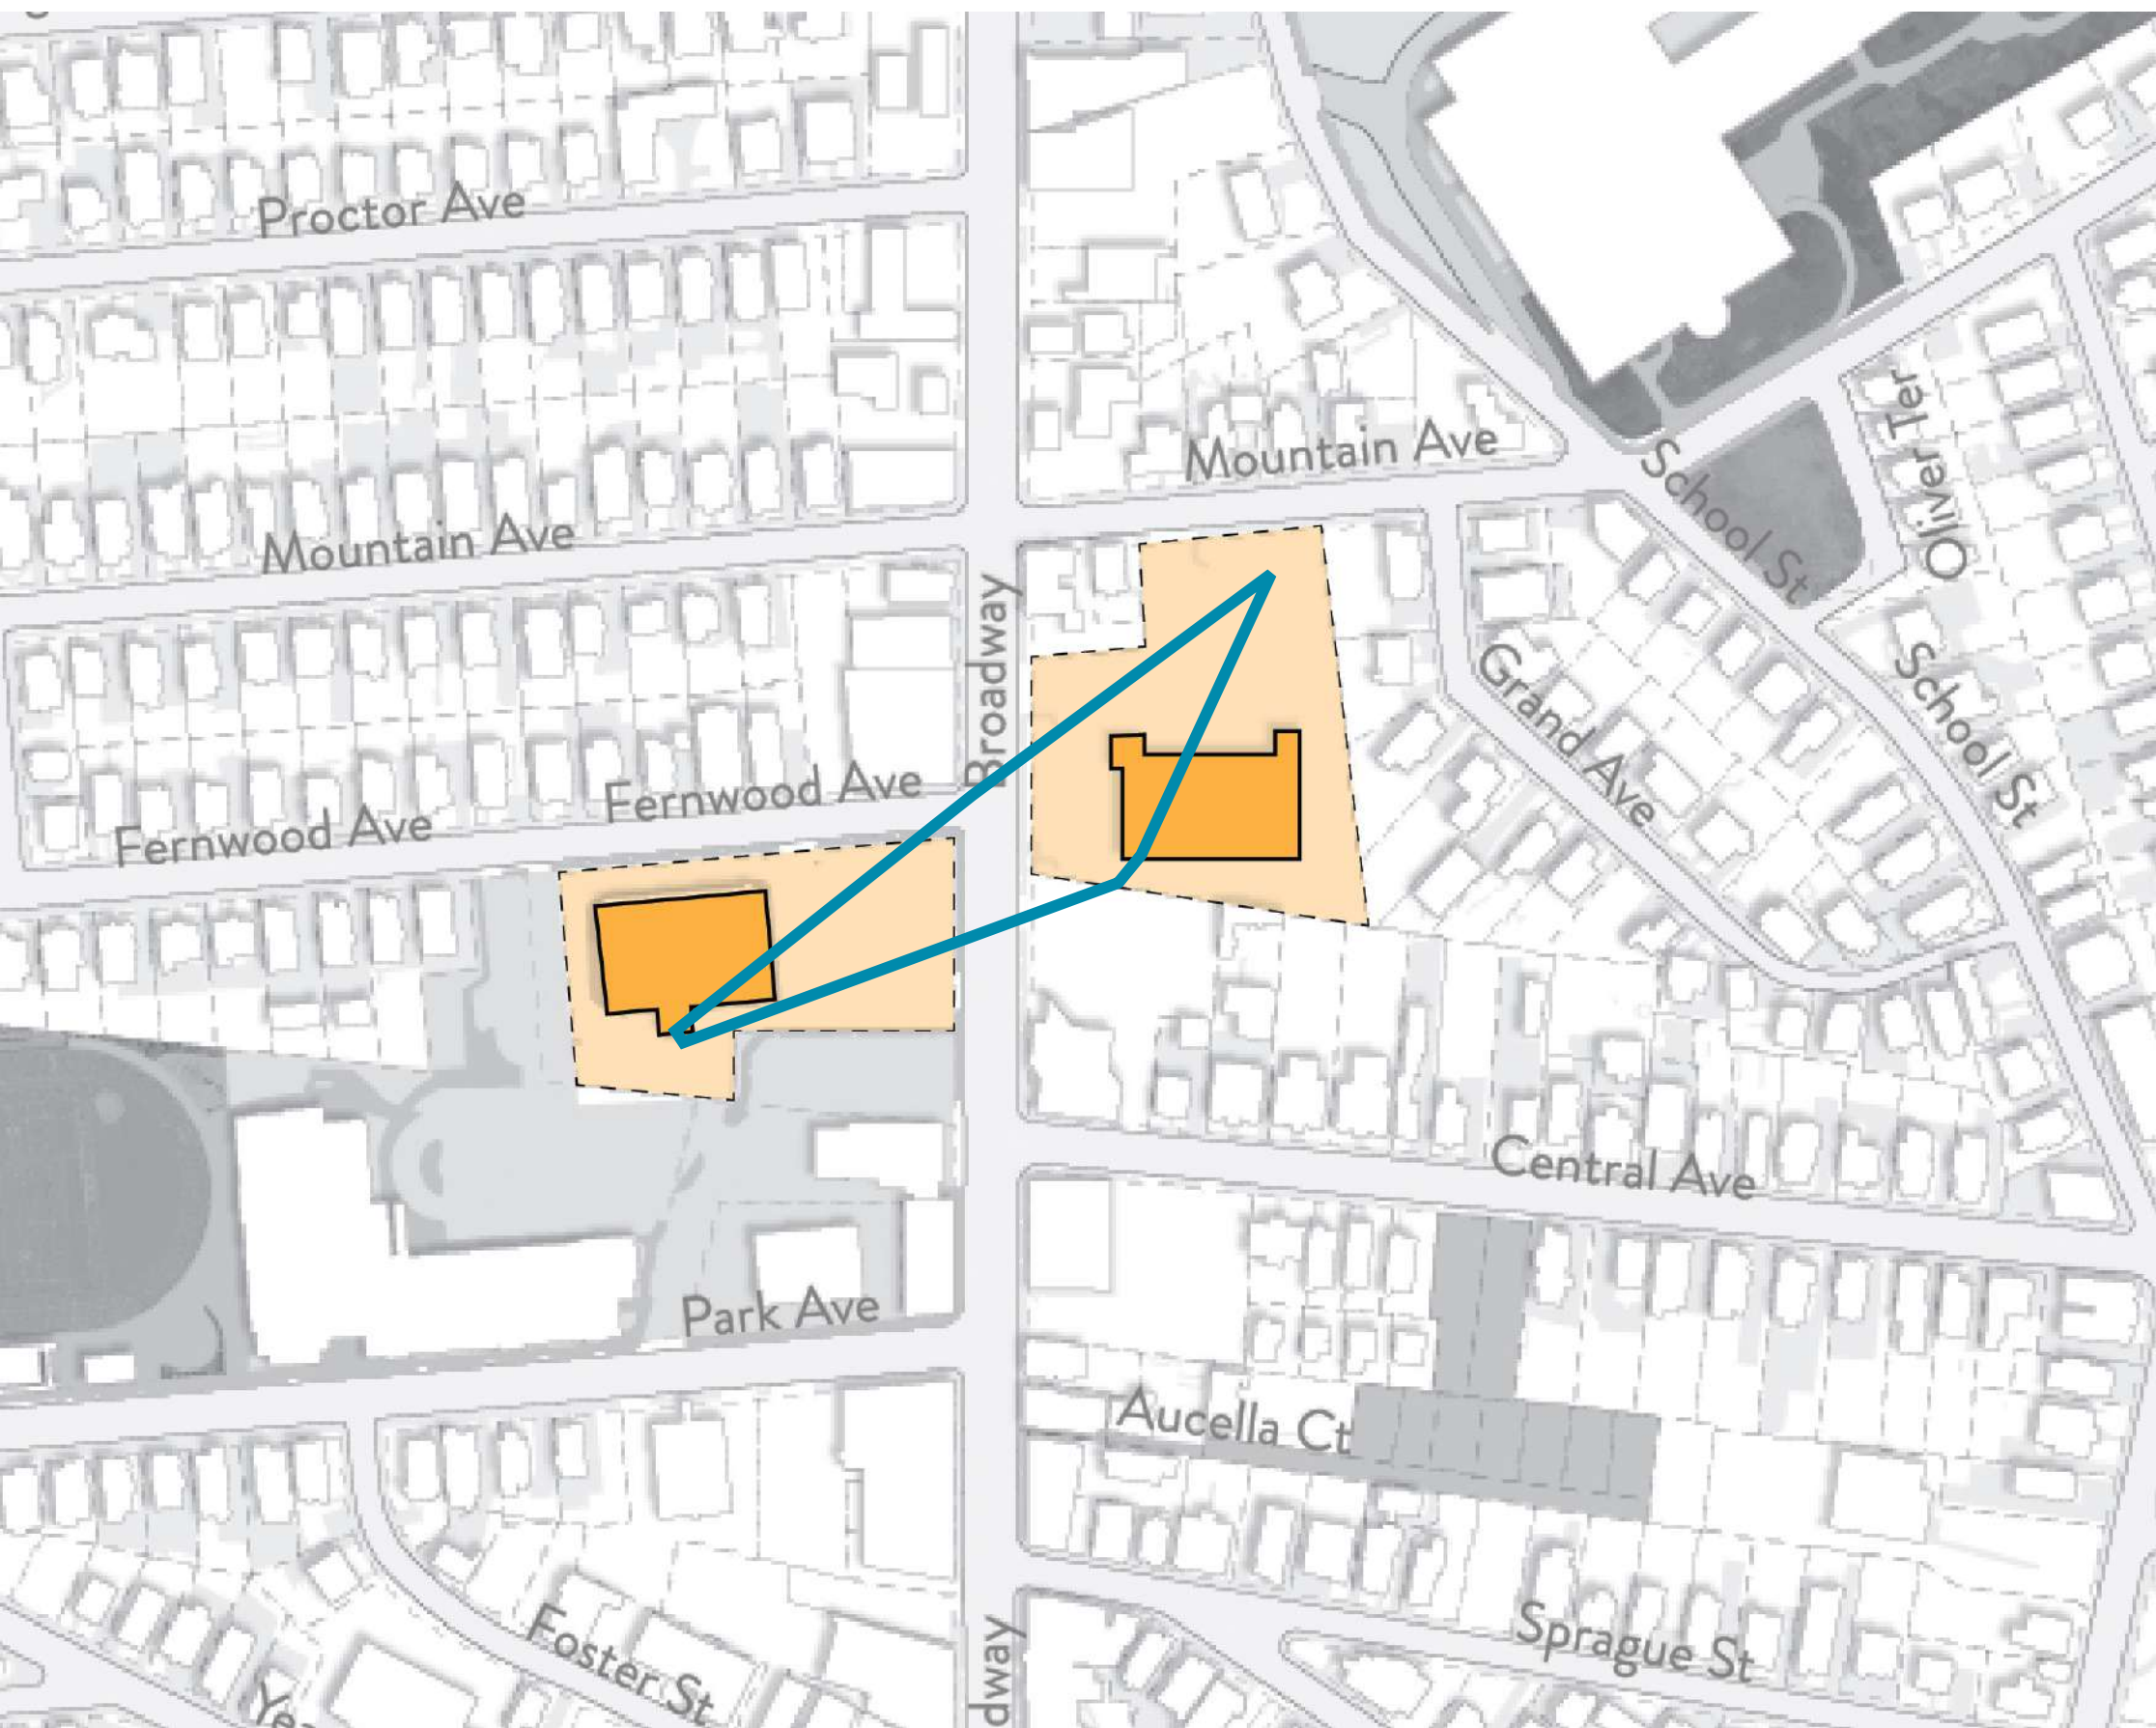 Proctor Ave
Mountain Ave
Mountain Ave
School St
Oliver Ter
Broadway
Grand Ave
School St
Fernwood Ave
Fernwood Ave
Central Ave
Park Ave
Aucella Ct
Foster St
Sprague St
dway
Ye